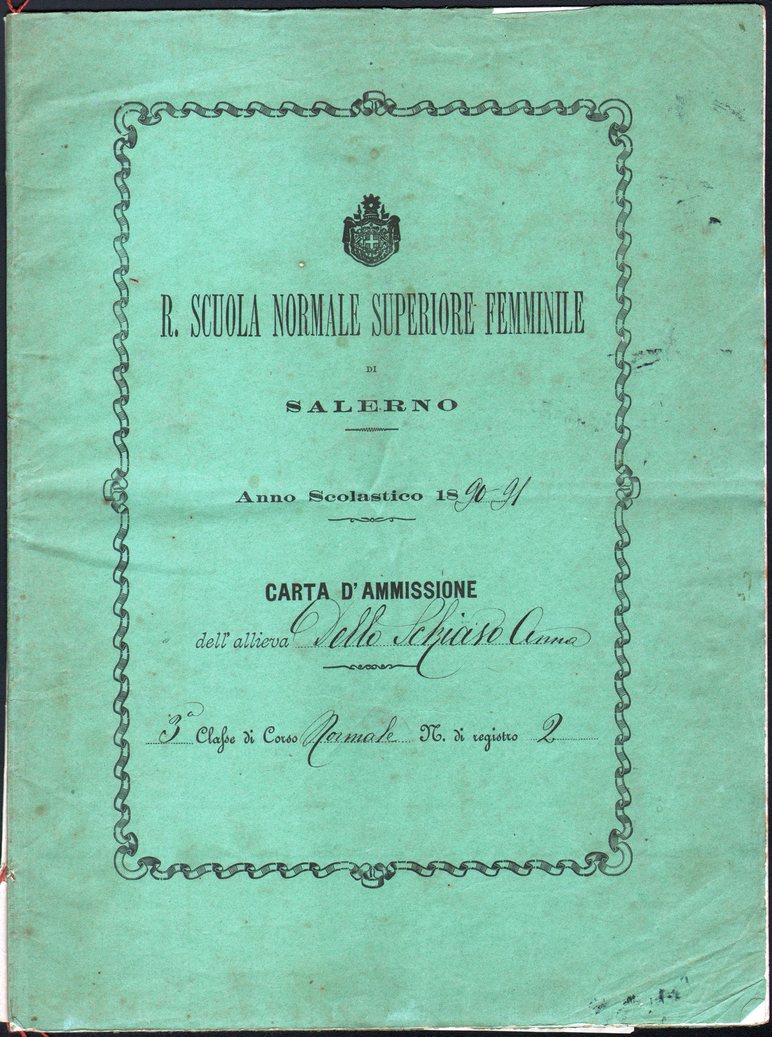 R. SCUOLA NORMALE SUPERIORE FEMMINILE
DI
SALERNO
Anno Scolastico 1890-91
CARTA D'AMMISSIONE
dell'allieva Dello Schiavo Anna
3a Classe di Corso Normale N. di registro 2